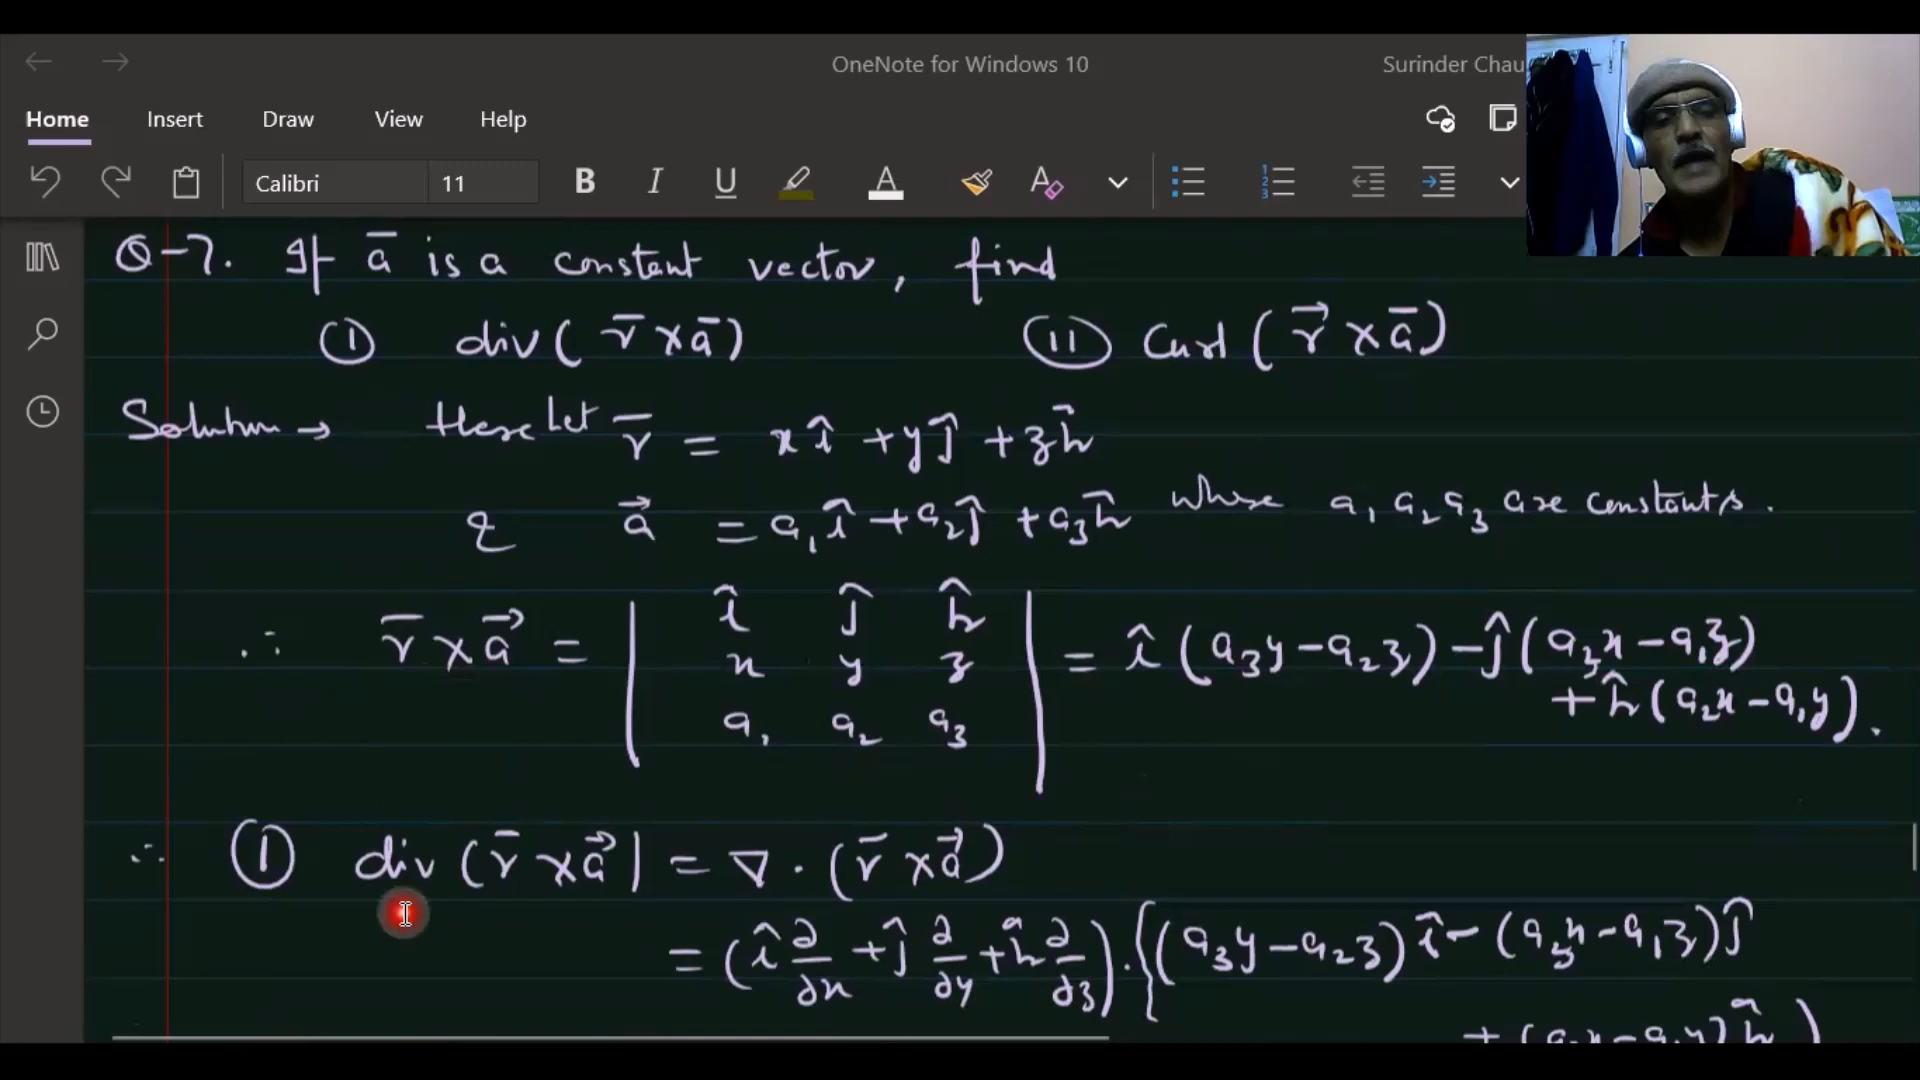 OneNote for Windows 10
Surinder Chau
Home Insert Draw View Help
Calibri 11 B I U A A
Q-7. If a̅ is a constant vector, find
(I) div( r̅ × a̅ ) (II) Curl ( r⃗ × a̅ )
Solution → Here Let r̅ = xî + yĵ + zk̂
& a⃗ = a₁î + a₂ĵ + a₃k̂ where a₁ a₂ a₃ are constants.
∴ r̅ × a⃗ = | î ĵ k̂ | = î (a₃y − a₂z) − ĵ (a₃x − a₁z)
x y z + k̂ (a₂x − a₁y).
a₁ a₂ a₃
∴ (I) div ( r̅ × a⃗ ) = ∇ · ( r̅ × a⃗ )
= ( î ∂/∂x + ĵ ∂/∂y + k̂ ∂/∂z ) · { (a₃y − a₂z) î − (a₃x − a₁z) ĵ
+ (a₂x − a₁y) k̂ }